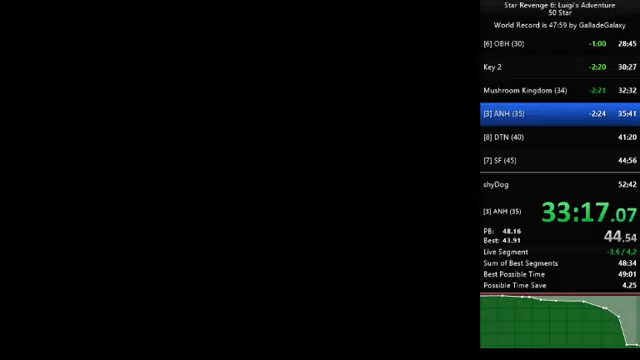 Star Revenge 6: Luigi's Adventure
50 Star
World Record is 47:59 by GalladeGalaxy
[6] OBH (30) -1:00 28:45
Key 2 -2:20 30:27
Mushroom Kingdom (34) -2:21 32:32
[3] ANH (35) -2:24 35:41
[8] DTN (40) 41:20
[7] SF (45) 44:56
shyDog 52:42
[3] ANH (35) 33:17.07
PB: 48.16 44.54
Best: 43.91
Live Segment -3.6 / 4.2
Sum of Best Segments 48:34
Best Possible Time 49:01
Possible Time Save 4.25